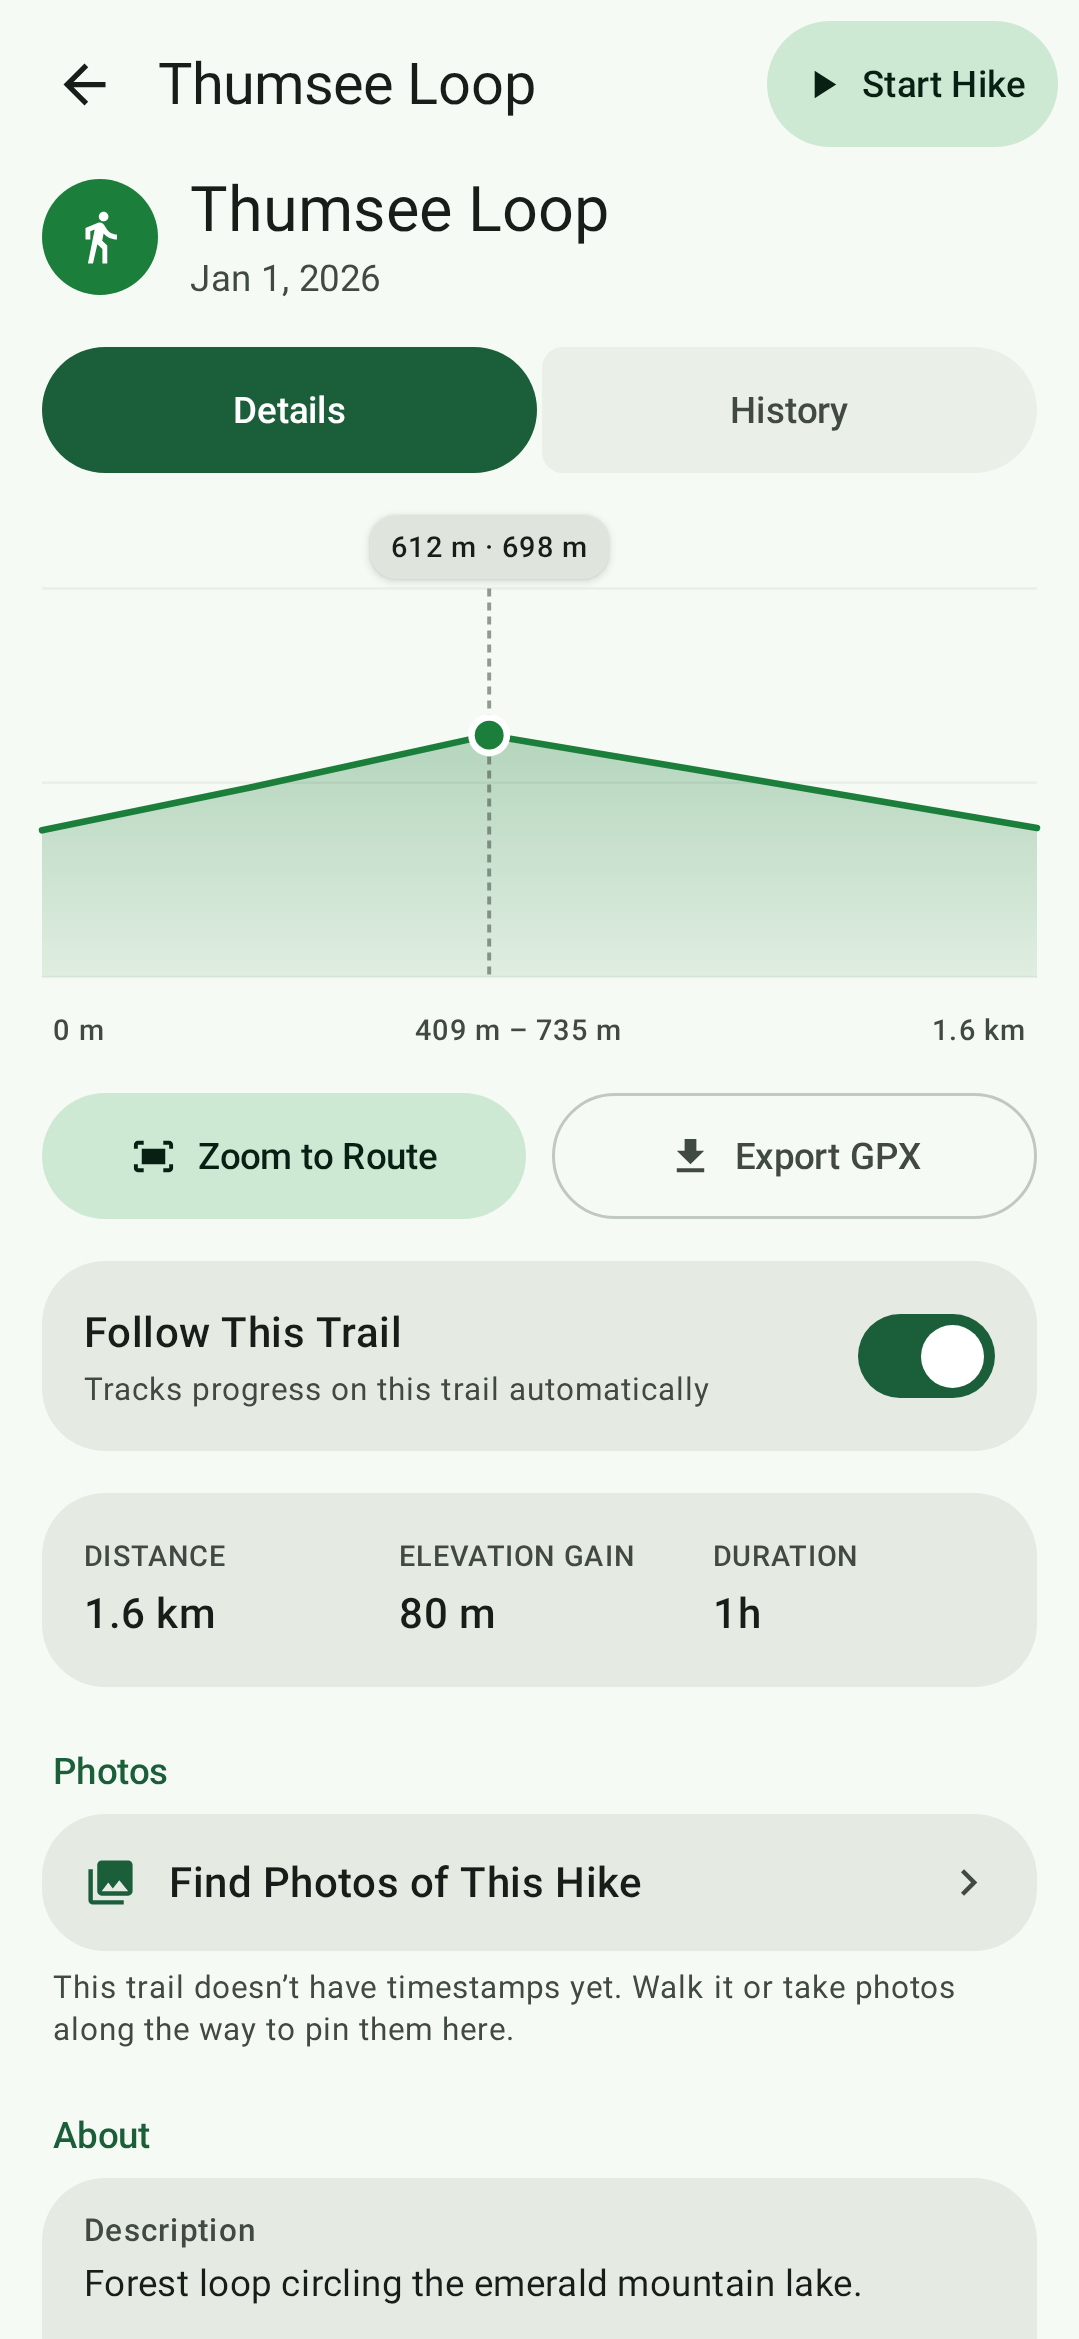 Thumsee Loop
Start Hike
Thumsee Loop
Jan 1, 2026
Details
History
612 m · 698 m
0 m
409 m – 735 m
1.6 km
Zoom to Route
Export GPX
Follow This Trail
Tracks progress on this trail automatically
DISTANCE
ELEVATION GAIN
DURATION
1.6 km
80 m
1h
Photos
Find Photos of This Hike
This trail doesn’t have timestamps yet. Walk it or take photos
along the way to pin them here.
About
Description
Forest loop circling the emerald mountain lake.